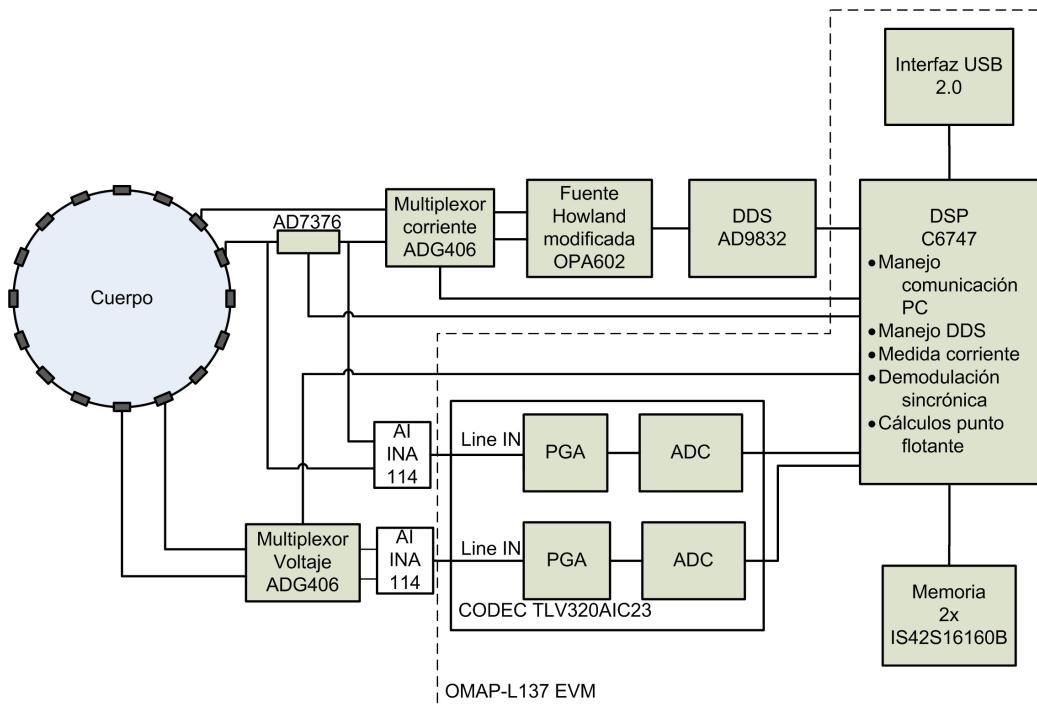 Interfaz USB
2.0
Cuerpo
AD7376
Multiplexor
corriente
ADG406
Fuente
Howland
modificada
OPA602
DDS
AD9832
DSP
C6747
•Manejo
comunicación
PC
•Manejo DDS
•Medida corriente
•Demodulación
sincrónica
•Cálculos punto
flotante
AI
INA
114
Line IN
PGA
ADC
Multiplexor
Voltaje
ADG406
AI
INA
114
Line IN
PGA
ADC
CODEC TLV320AIC23
Memoria
2x
IS42S16160B
OMAP-L137 EVM